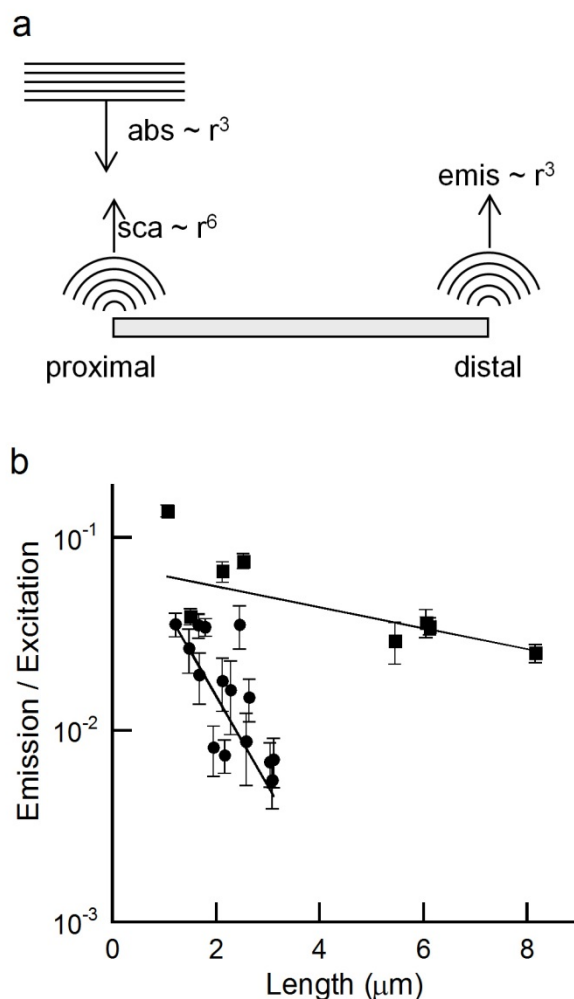 a
abs ~ r³
emis ~ r³
sca ~ r⁶
proximal distal
b
10⁻¹
10⁻²
10⁻³
Emission / Excitation
0 2 4 6 8
Length (μm)